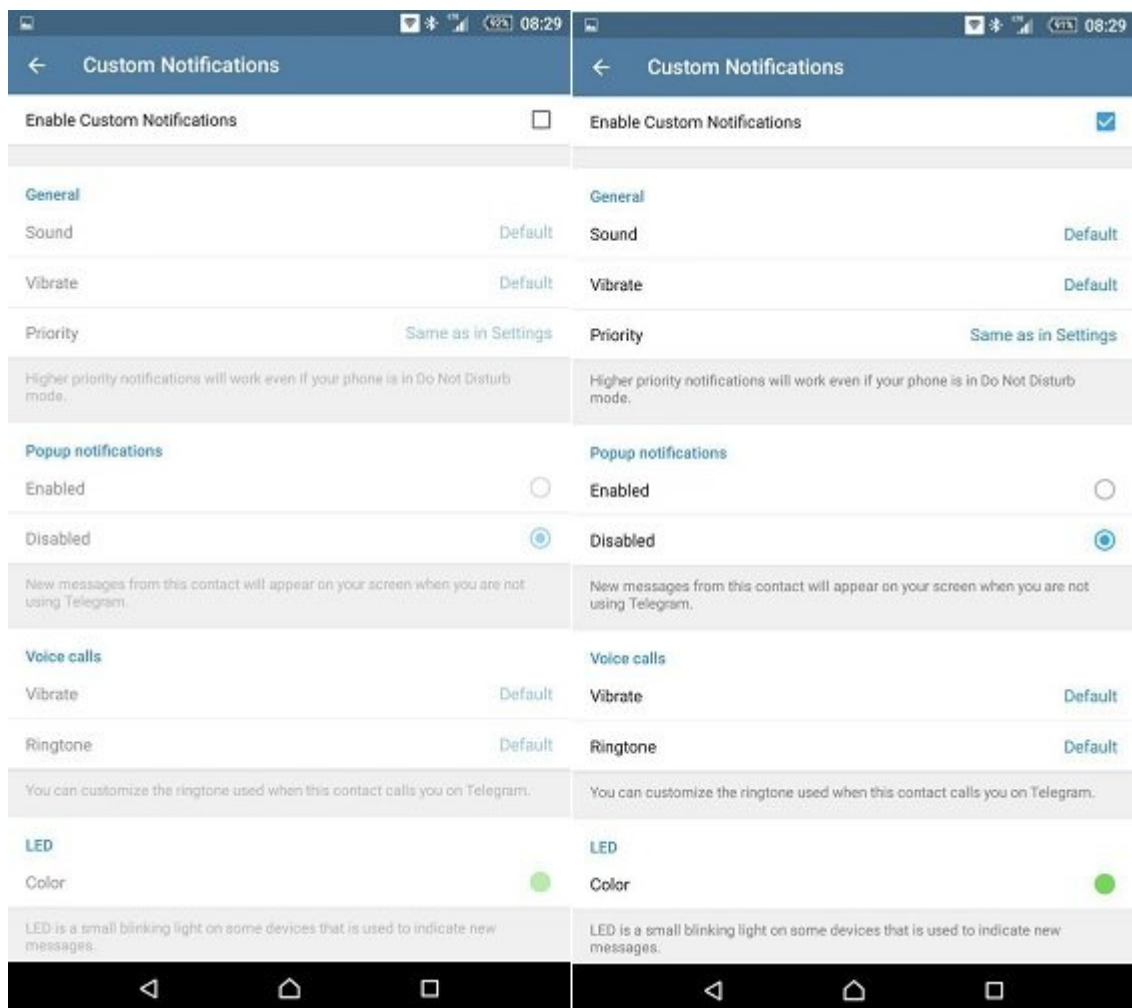 08:29
Custom Notifications
Enable Custom Notifications
General
Sound Default
Vibrate Default
Priority Same as in Settings
Higher priority notifications will work even if your phone is in Do Not Disturb
mode.
Popup notifications
Enabled
Disabled
New messages from this contact will appear on your screen when you are not
using Telegram.
Voice calls
Vibrate Default
Ringtone Default
You can customize the ringtone used when this contact calls you on Telegram.
LED
Color
LED is a small blinking light on some devices that is used to indicate new
messages.
08:29
Custom Notifications
Enable Custom Notifications
General
Sound Default
Vibrate Default
Priority Same as in Settings
Higher priority notifications will work even if your phone is in Do Not Disturb
mode.
Popup notifications
Enabled
Disabled
New messages from this contact will appear on your screen when you are not
using Telegram.
Voice calls
Vibrate Default
Ringtone Default
You can customize the ringtone used when this contact calls you on Telegram.
LED
Color
LED is a small blinking light on some devices that is used to indicate new
messages.